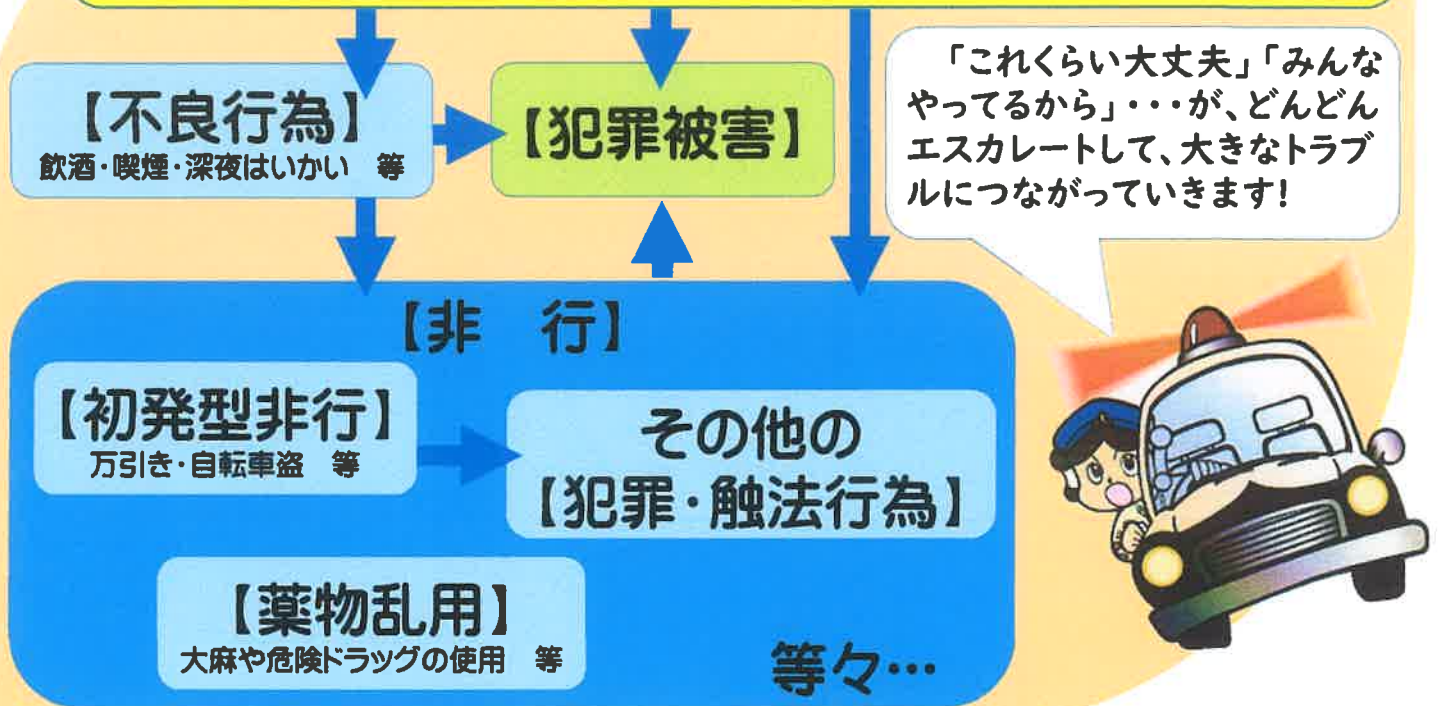 【不良行為】
飲酒・喫煙・深夜はいかい　等
【犯罪被害】
「これくらい大丈夫」「みんな
やってるから」・・・が、どんどん
エスカレートして、大きなトラブ
ルにつながっていきます！
【非　行】
【初発型非行】
万引き・自転車盗　等
その他の
【犯罪・触法行為】
【薬物乱用】
大麻や危険ドラッグの使用　等
等々…